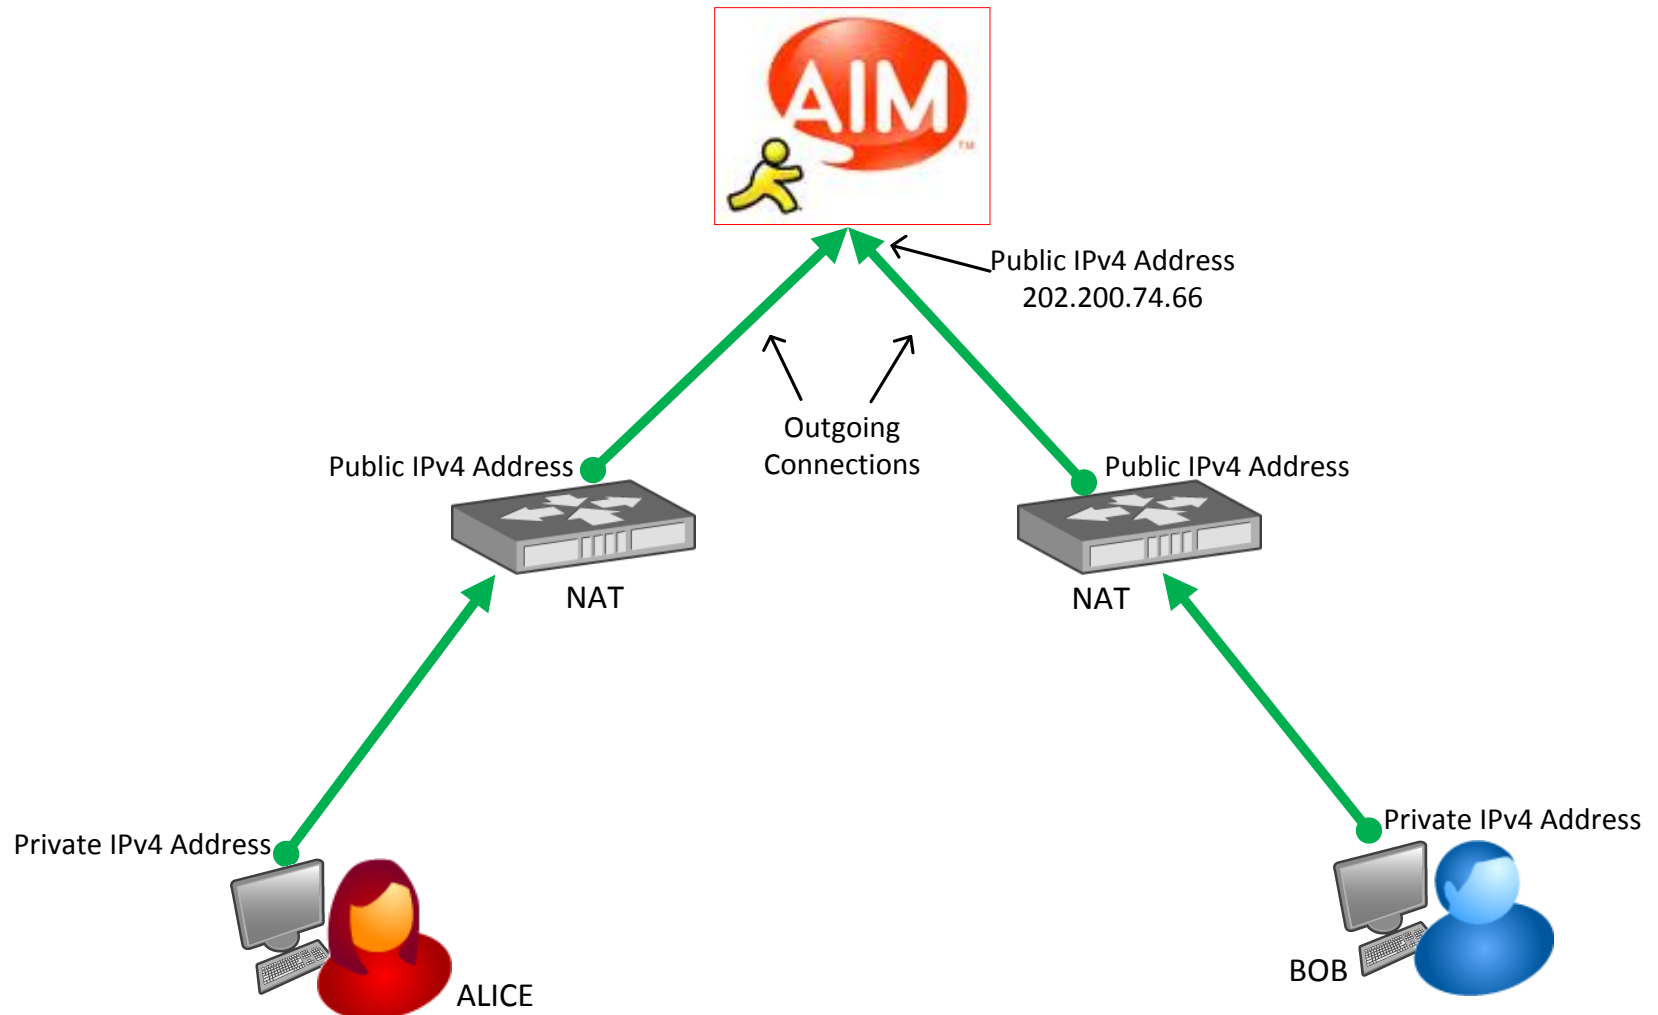 AIM
TM
Public IPv4 Address
202.200.74.66
Outgoing
Connections
Public IPv4 Address
Public IPv4 Address
NAT
NAT
Private IPv4 Address
Private IPv4 Address
ALICE
BOB